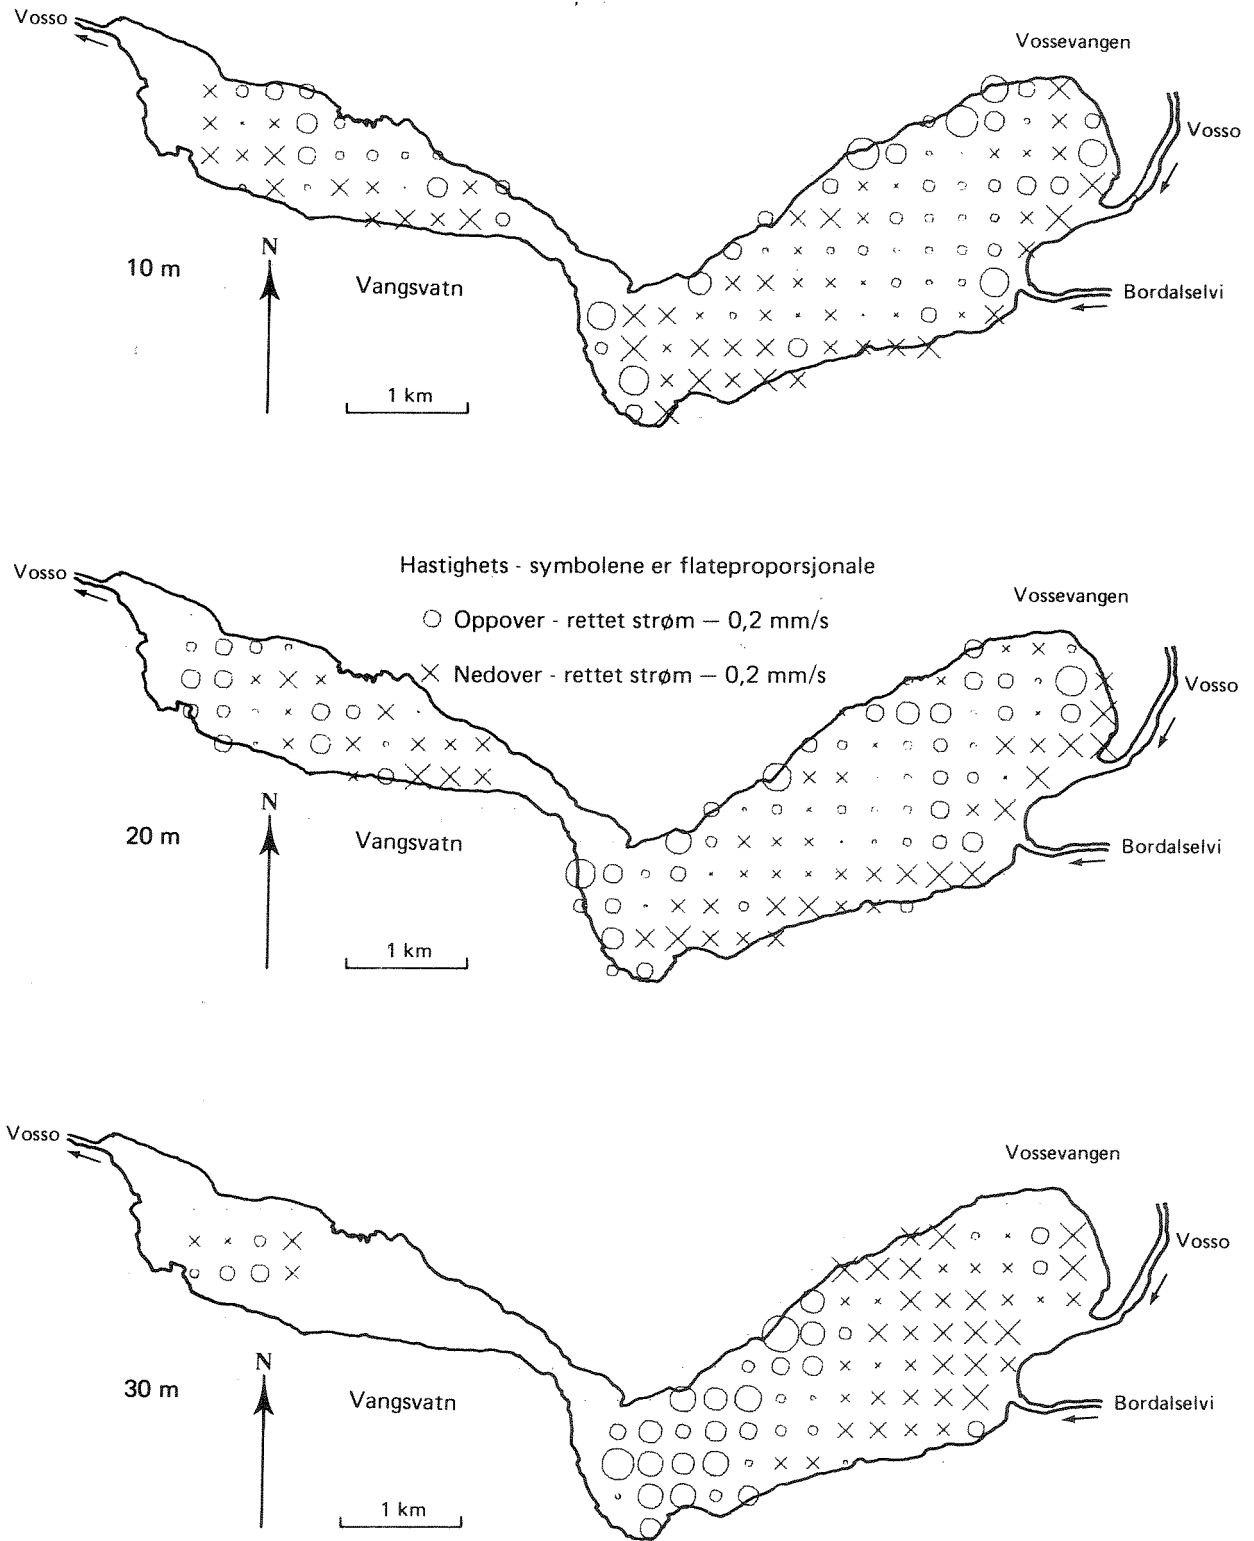 Vosso
Vossevangen
Vosso
N
10 m
Vangsvatn
Bordalselvi
1 km
Hastighets - symbolene er flateproporsjonale
Vosso
Vossevangen
Oppover - rettet strøm – 0,2 mm/s
Nedover - rettet strøm – 0,2 mm/s
Vosso
N
20 m
Vangsvatn
Bordalselvi
1 km
Vosso
Vossevangen
Vosso
N
30 m
Vangsvatn
Bordalselvi
1 km